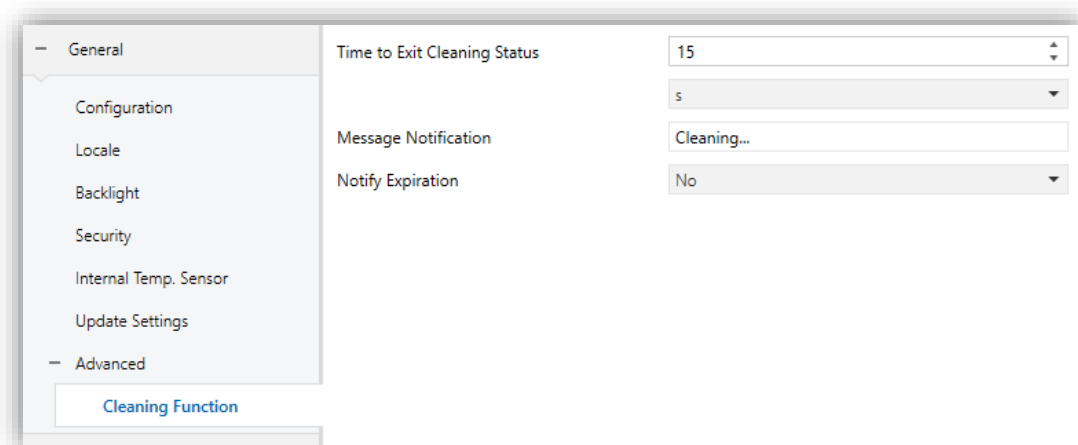 General
Configuration
Locale
Backlight
Security
Internal Temp. Sensor
Update Settings
Advanced
Cleaning Function
Time to Exit Cleaning Status
15
s
Message Notification
Cleaning...
Notify Expiration
No